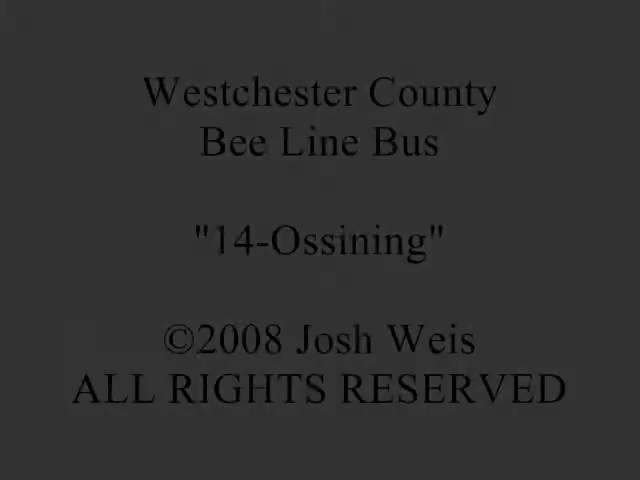 Westchester County
Bee Line Bus
"14-Ossining"
©2008 Josh Weis
ALL RIGHTS RESERVED